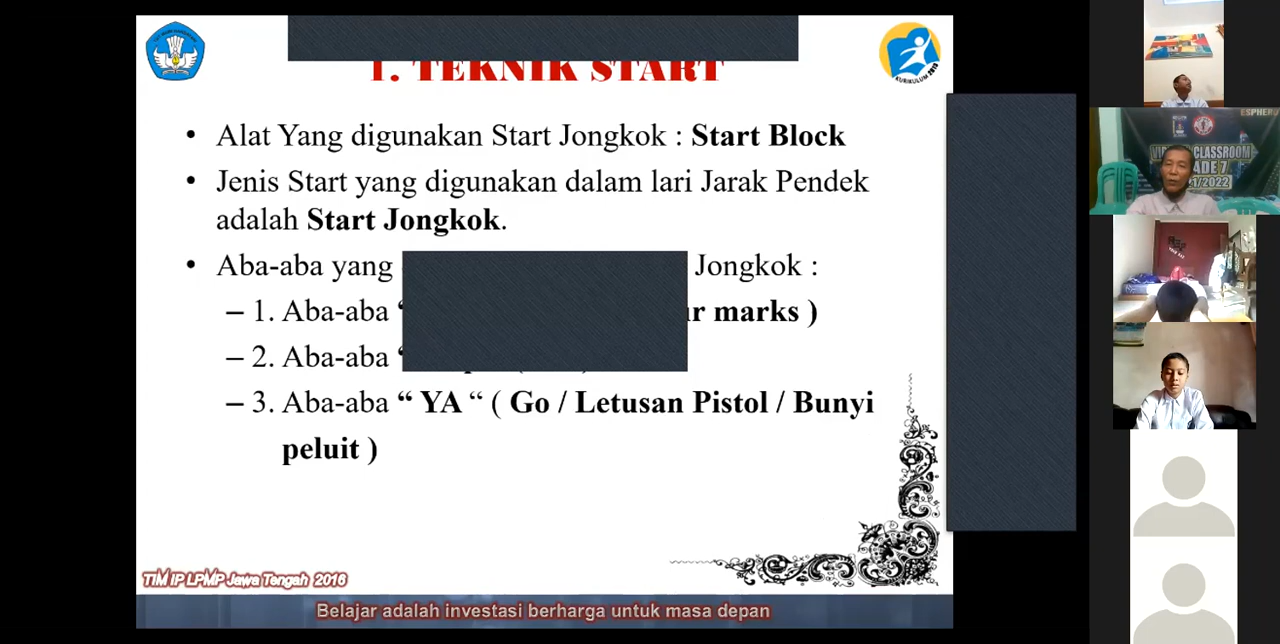 1. TEKNIK START
• Alat Yang digunakan Start Jongkok : Start Block
• Jenis Start yang digunakan dalam lari Jarak Pendek
adalah Start Jongkok.
• Aba-aba yang Jongkok :
– 1. Aba-aba “ marks )
– 2. Aba-aba “
– 3. Aba-aba “ YA “ ( Go / Letusan Pistol / Bunyi
peluit )
TIM IP LPMP Jawa Tengah 2016
Belajar adalah investasi berharga untuk masa depan
KURIKULUM 2013
ESPHERO
CLASSROOM